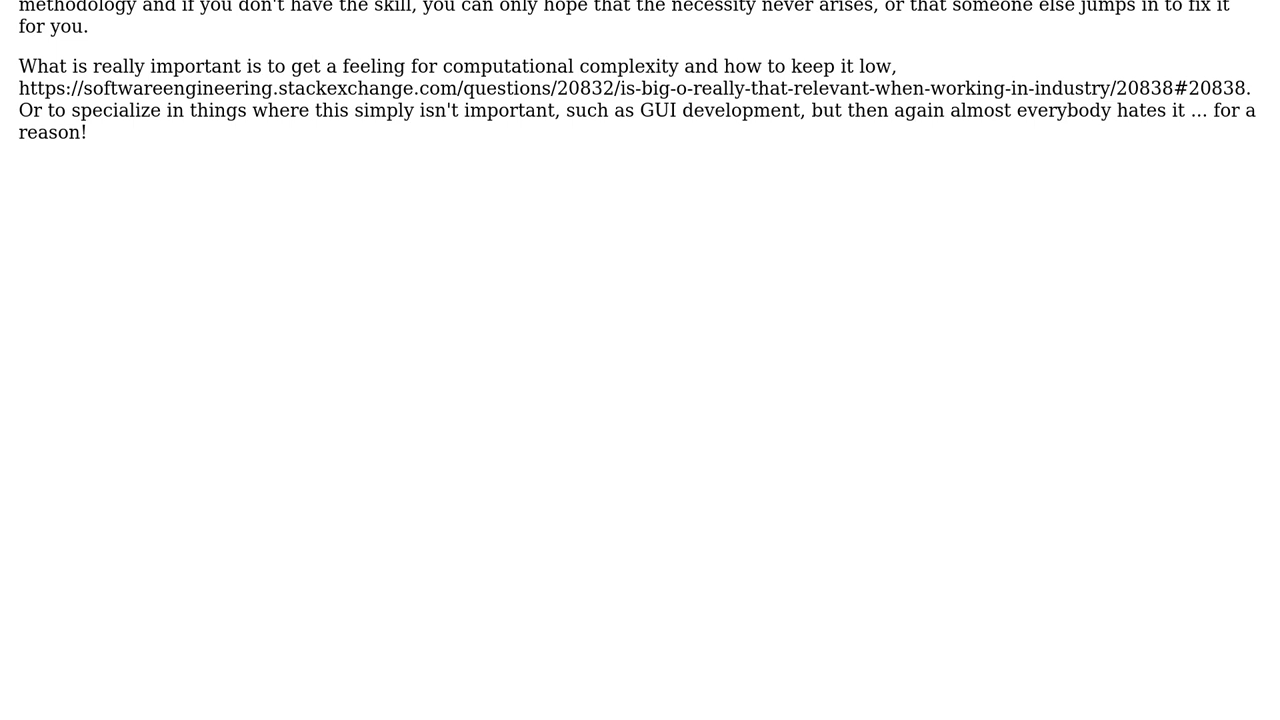 methodology and if you don't have the skill, you can only hope that the necessity never arises, or that someone else jumps in to fix it
for you.
What is really important is to get a feeling for computational complexity and how to keep it low,
https://softwareengineering.stackexchange.com/questions/20832/is-big-o-really-that-relevant-when-working-in-industry/20838#20838.
Or to specialize in things where this simply isn't important, such as GUI development, but then again almost everybody hates it ... for a
reason!